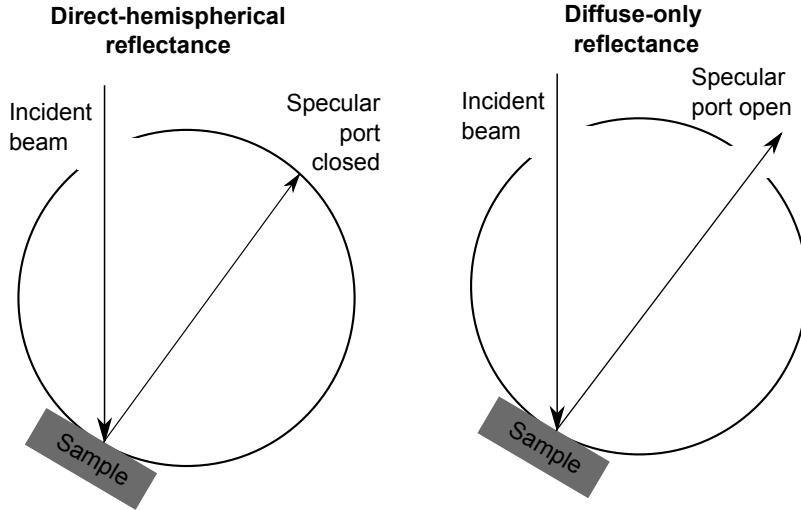 Direct-hemispherical
reflectance
Incident
beam
Specular
port
closed
Sample
Diffuse-only
reflectance
Incident
beam
Specular
port open
Sample